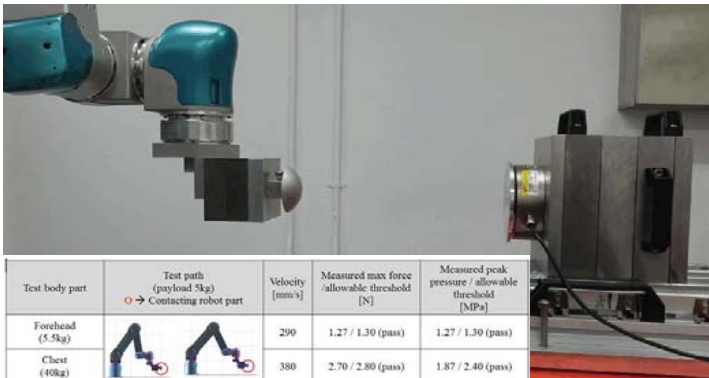 Test body part
Test path
(payload 5kg)
O → Contacting robot part
Velocity
[mm/s]
Measured max force
/allowable threshold
[N]
Measured peak
pressure / allowable
threshold
[MPa]
Forehead
(5.5kg)
290
1.27 / 1.30 (pass)
1.27 / 1.30 (pass)
Chest
(40kg)
380
2.70 / 2.80 (pass)
1.87 / 2.40 (pass)